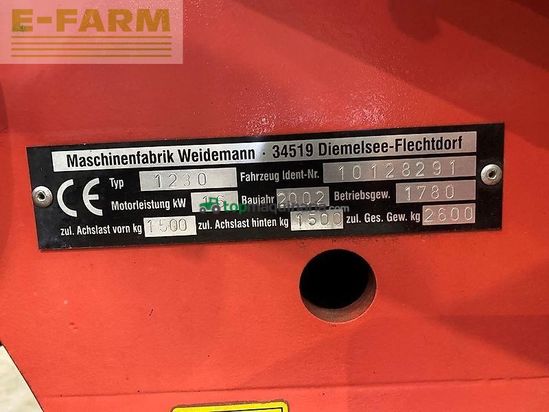 E-FARM
Maschinenfabrik Weidemann · 34519 Diemelsee-Flechtdorf
CE Typ 1230 Fahrzeug Ident-Nr. 10128291
Motorleistung kW Baujahr 2002 Betriebsgew. 1780
zul. Achslast vorn kg 1500 zul. Achslast hinten kg 1500 zul. Ges. Gew. kg 2600